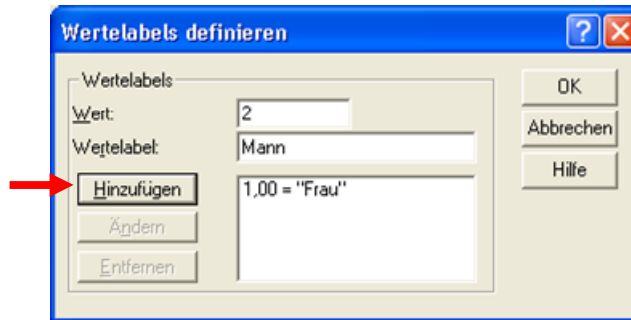 Wertelabels definieren
Wertelabels
Wert: 2
Wertelabel: Mann
Hinzufügen
1,00 = "Frau"
Ändern
Entfernen
OK
Abbrechen
Hilfe